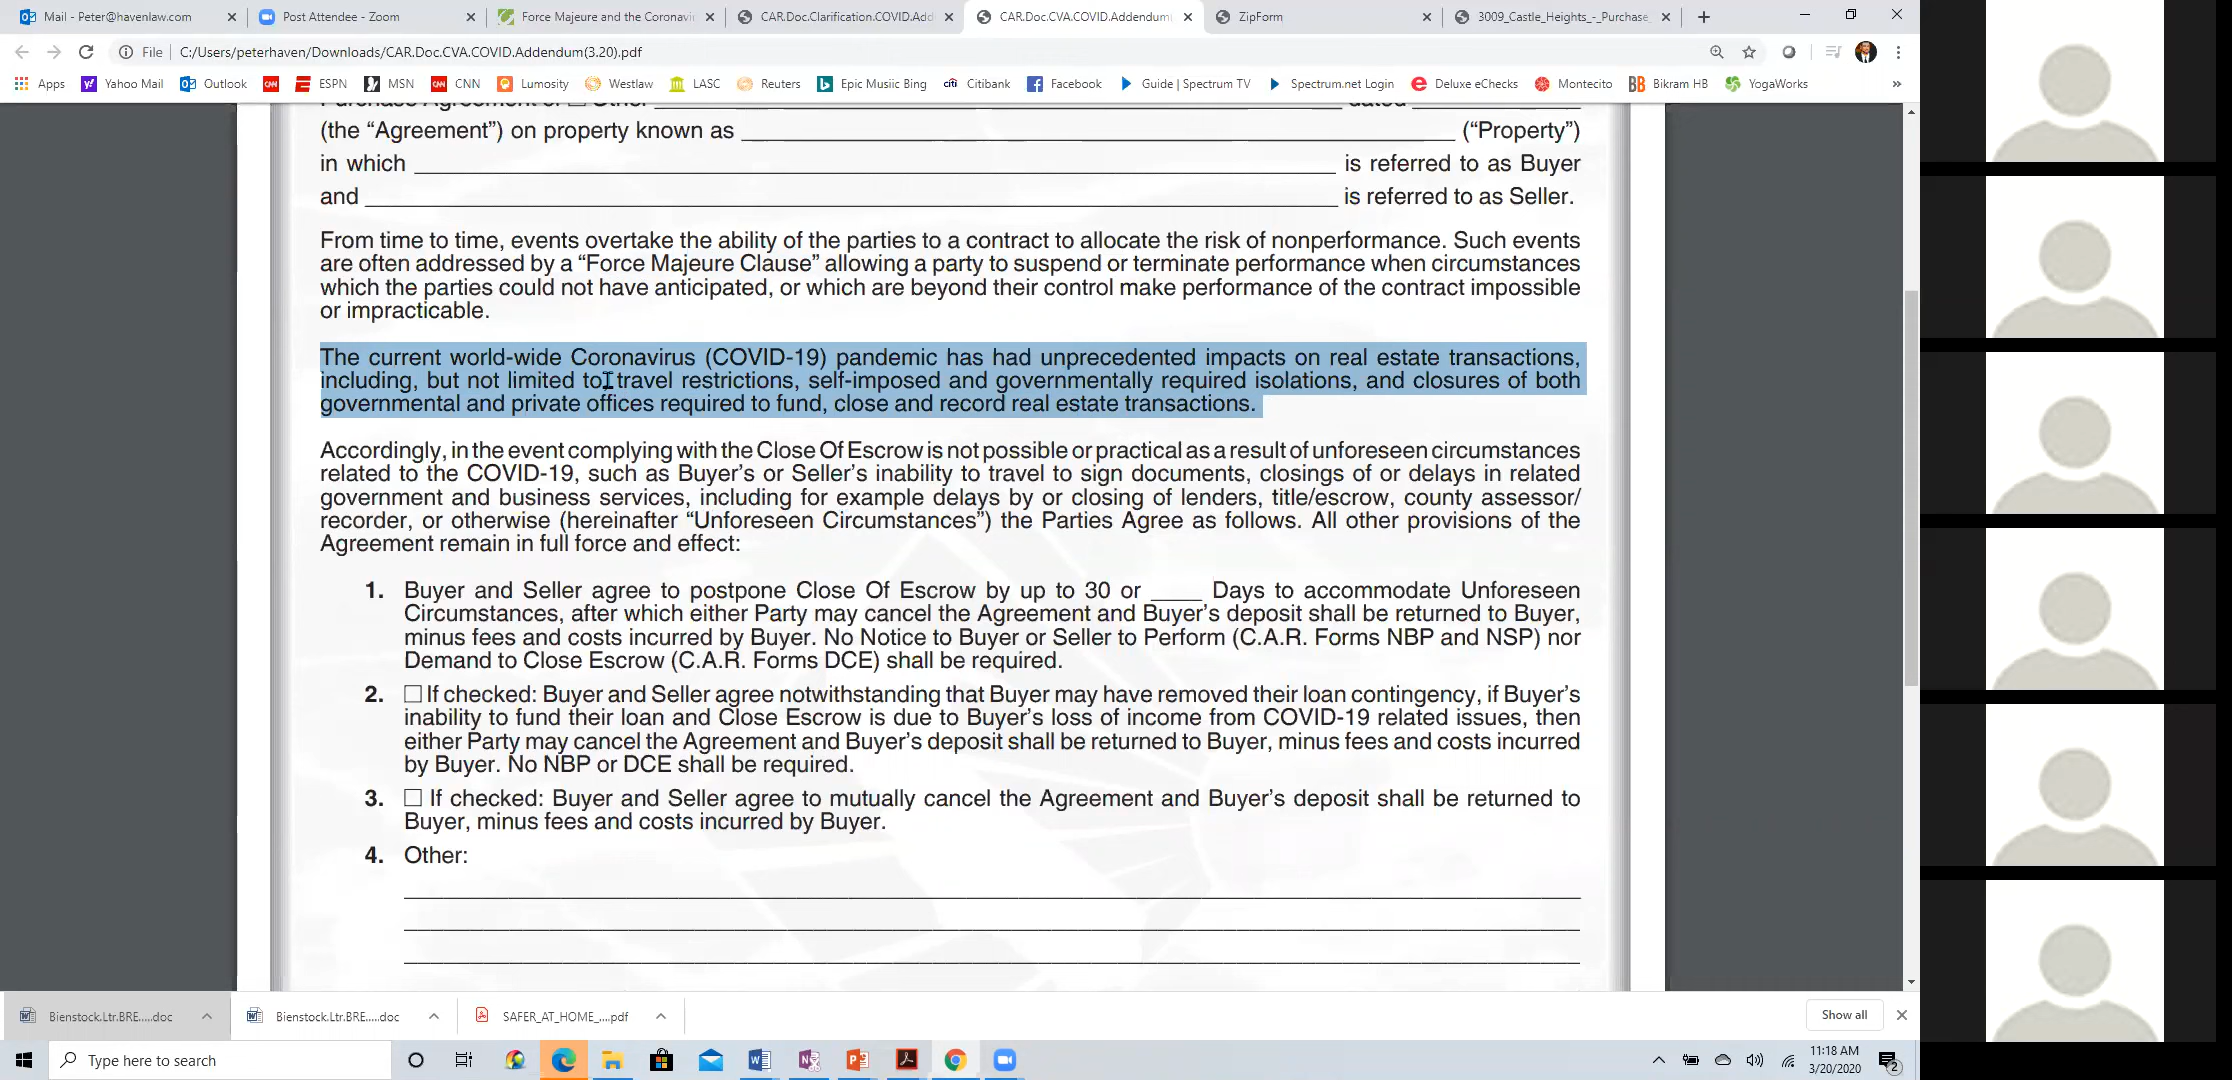 Mail - Peter@havenlaw.com
Post Attendee - Zoom
Force Majeure and the Coronavir
CAR.Doc.Clarification.COVID.Add
CAR.Doc.CVA.COVID.Addendum
ZipForm
3009_Castle_Heights_-_Purchase_
File | C:/Users/peterhaven/Downloads/CAR.Doc.CVA.COVID.Addendum(3.20).pdf
Apps Yahoo Mail Outlook CNN ESPN MSN CNN Lumosity Westlaw LASC Reuters Epic Musiic Bing citi Citibank Facebook Guide | Spectrum TV Spectrum.net Login Deluxe eChecks Montecito Bikram HB YogaWorks »
Purchase Agreement or ☐ Other dated
(the “Agreement”) on property known as (“Property”)
in which is referred to as Buyer
and is referred to as Seller.
From time to time, events overtake the ability of the parties to a contract to allocate the risk of nonperformance. Such events
are often addressed by a “Force Majeure Clause” allowing a party to suspend or terminate performance when circumstances
which the parties could not have anticipated, or which are beyond their control make performance of the contract impossible
or impracticable.
The current world-wide Coronavirus (COVID-19) pandemic has had unprecedented impacts on real estate transactions,
including, but not limited to, travel restrictions, self-imposed and governmentally required isolations, and closures of both
governmental and private offices required to fund, close and record real estate transactions.
Accordingly, in the event complying with the Close Of Escrow is not possible or practical as a result of unforeseen circumstances
related to the COVID-19, such as Buyer’s or Seller’s inability to travel to sign documents, closings of or delays in related
government and business services, including for example delays by or closing of lenders, title/escrow, county assessor/
recorder, or otherwise (hereinafter “Unforeseen Circumstances”) the Parties Agree as follows. All other provisions of the
Agreement remain in full force and effect:
1. Buyer and Seller agree to postpone Close Of Escrow by up to 30 or ____ Days to accommodate Unforeseen
Circumstances, after which either Party may cancel the Agreement and Buyer’s deposit shall be returned to Buyer,
minus fees and costs incurred by Buyer. No Notice to Buyer or Seller to Perform (C.A.R. Forms NBP and NSP) nor
Demand to Close Escrow (C.A.R. Forms DCE) shall be required.
2. ☐ If checked: Buyer and Seller agree notwithstanding that Buyer may have removed their loan contingency, if Buyer’s
inability to fund their loan and Close Escrow is due to Buyer’s loss of income from COVID-19 related issues, then
either Party may cancel the Agreement and Buyer’s deposit shall be returned to Buyer, minus fees and costs incurred
by Buyer. No NBP or DCE shall be required.
3. ☐ If checked: Buyer and Seller agree to mutually cancel the Agreement and Buyer’s deposit shall be returned to
Buyer, minus fees and costs incurred by Buyer.
4. Other:
Bienstock.Ltr.BRE.....doc
Bienstock.Ltr.BRE.....doc
SAFER_AT_HOME_....pdf
Show all
Type here to search
11:18 AM
3/20/2020
2